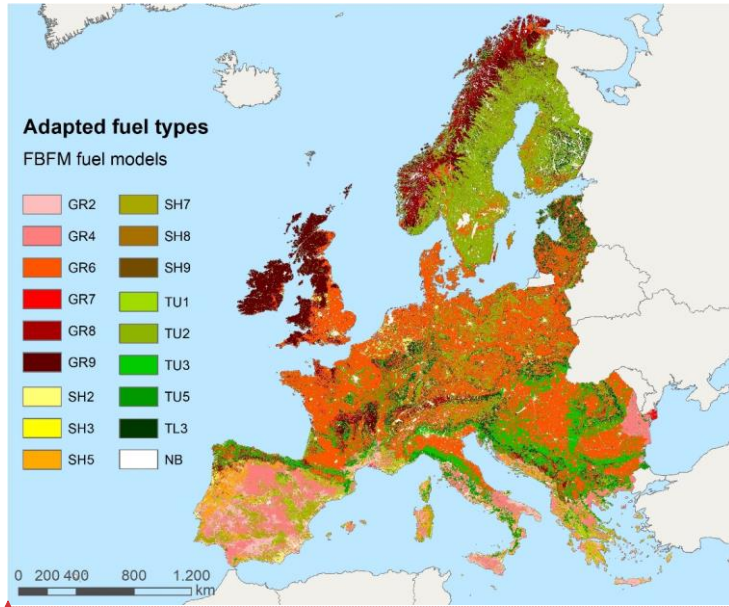 Adapted fuel types
FBFM fuel models
GR2
GR4
GR6
GR7
GR8
GR9
SH2
SH3
SH5
SH7
SH8
SH9
TU1
TU2
TU3
TU5
TL3
NB
0 200 400 800 1.200
km